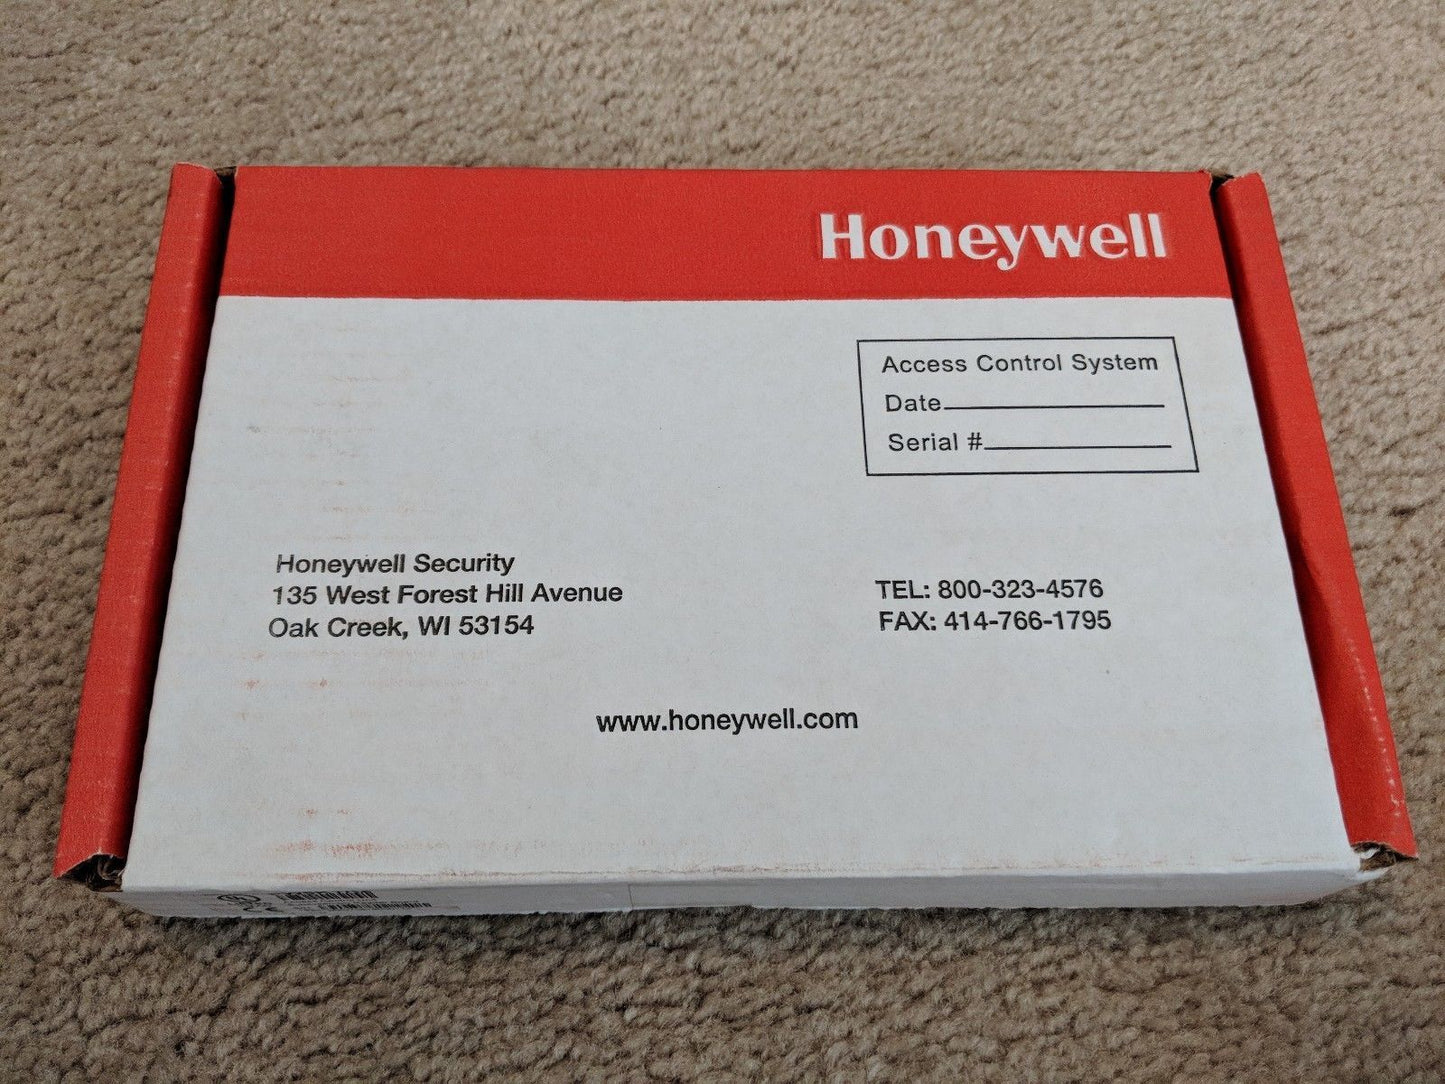 Honeywell
Access Control System
Date
Serial #
Honeywell Security
135 West Forest Hill Avenue
Oak Creek, WI 53154
TEL: 800-323-4576
FAX: 414-766-1795
www.honeywell.com